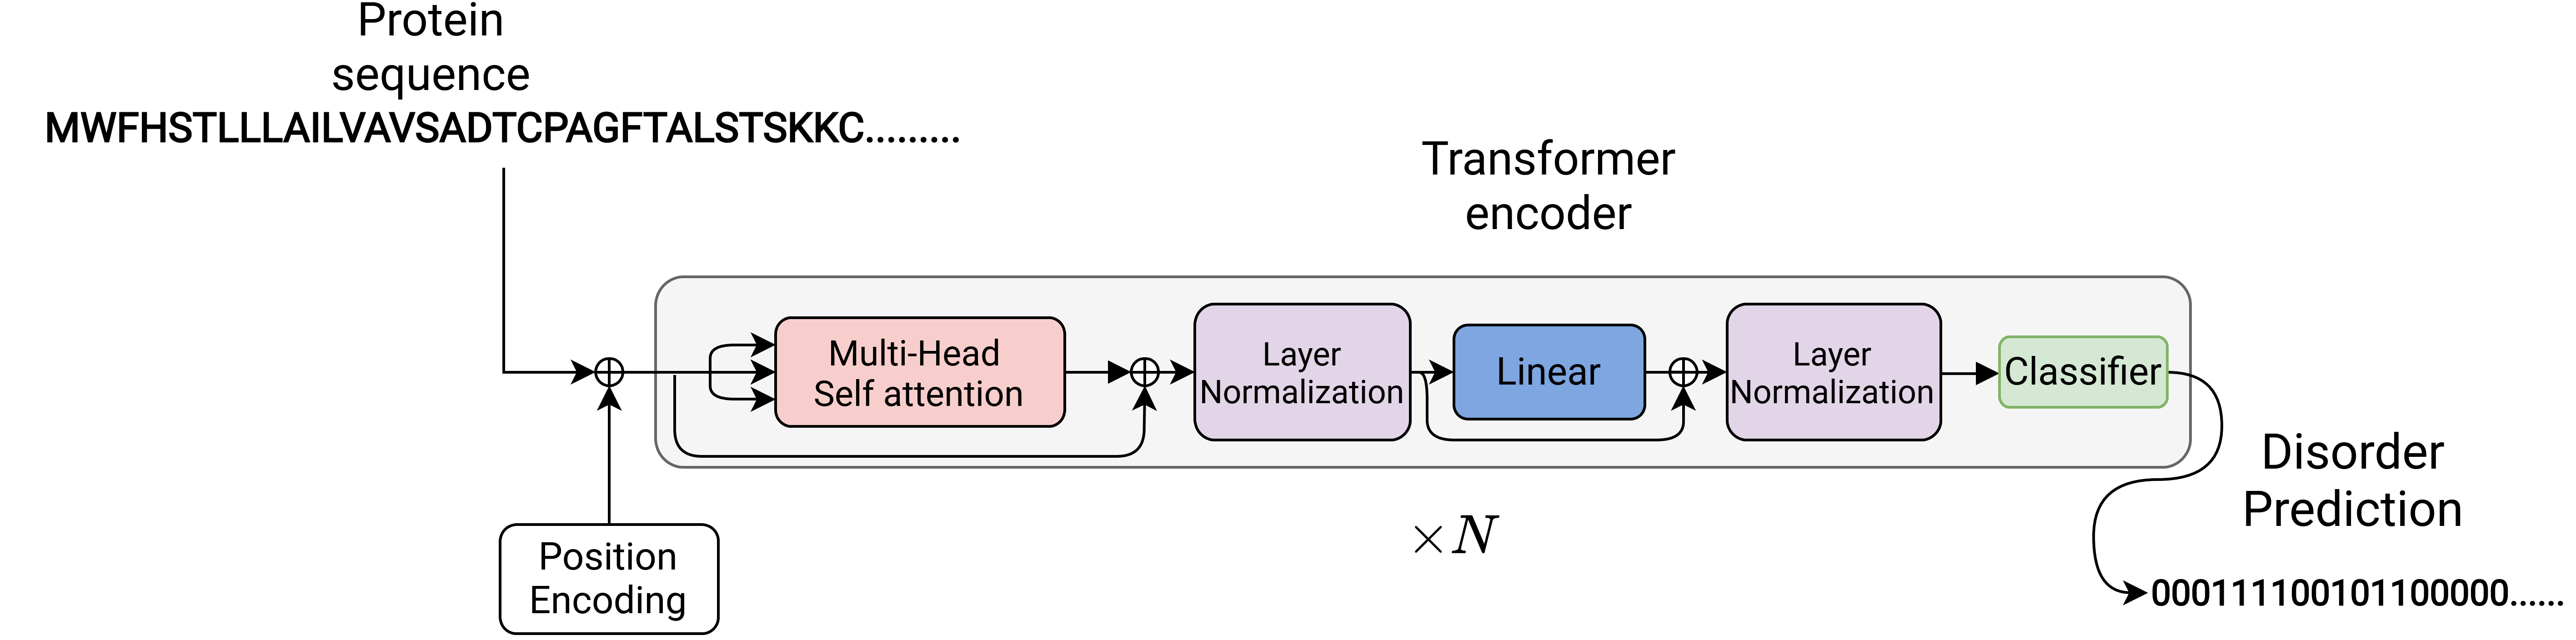 Protein
sequence
MWFHSTLLLAILVAVSADTCPAGFTALSTSKKC.........
Transformer
encoder
Multi-Head
Self attention
Layer
Normalization
Linear
Layer
Normalization
Classifier
Position
Encoding
×N
Disorder
Prediction
000111100101100000......